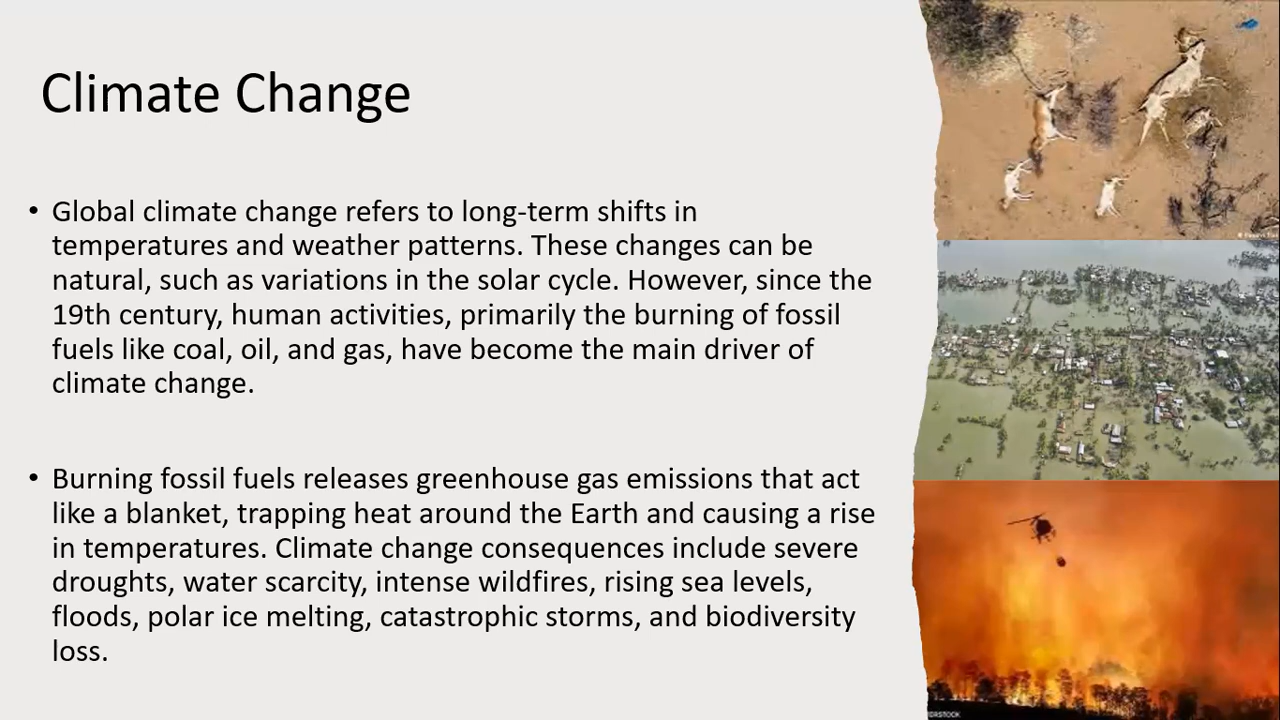 Climate Change
• Global climate change refers to long-term shifts in
temperatures and weather patterns. These changes can be
natural, such as variations in the solar cycle. However, since the
19th century, human activities, primarily the burning of fossil
fuels like coal, oil, and gas, have become the main driver of
climate change.
• Burning fossil fuels releases greenhouse gas emissions that act
like a blanket, trapping heat around the Earth and causing a rise
in temperatures. Climate change consequences include severe
droughts, water scarcity, intense wildfires, rising sea levels,
floods, polar ice melting, catastrophic storms, and biodiversity
loss.